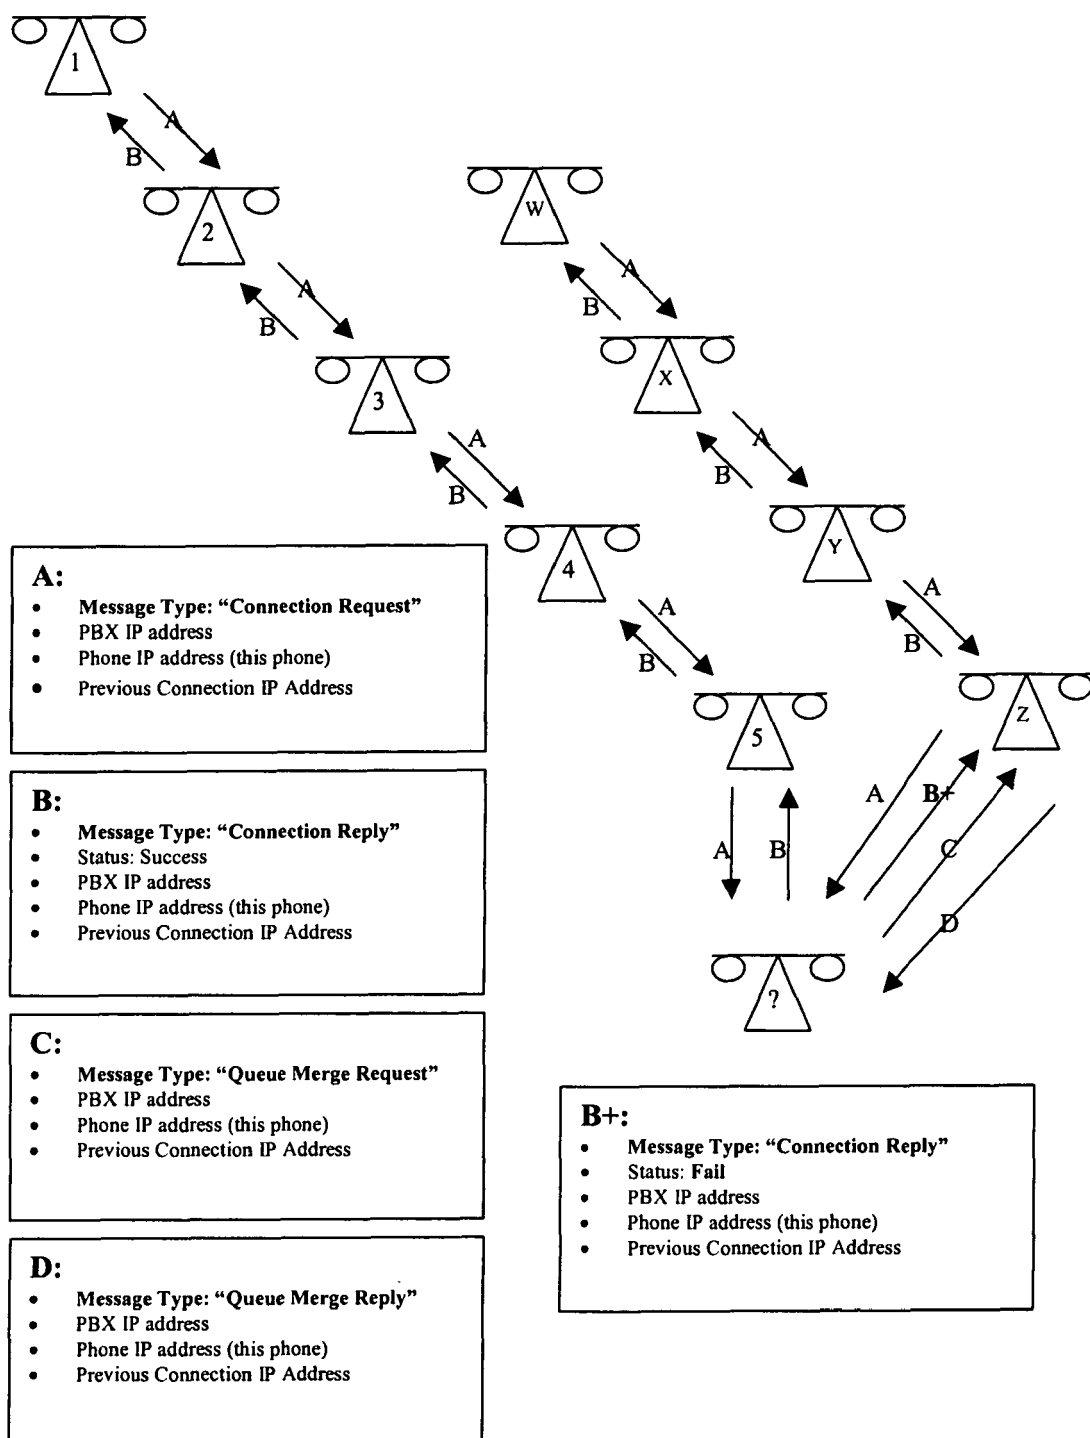 1
A
B
2
W
A
B
A
B
3
X
A
B
A
B
4
Y
A:
• Message Type: “Connection Request”
• PBX IP address
• Phone IP address (this phone)
• Previous Connection IP Address
A
B
A
B
5
Z
B:
• Message Type: “Connection Reply”
• Status: Success
• PBX IP address
• Phone IP address (this phone)
• Previous Connection IP Address
A
B
A
B+
C
D
?
C:
• Message Type: “Queue Merge Request”
• PBX IP address
• Phone IP address (this phone)
• Previous Connection IP Address
B+:
• Message Type: “Connection Reply”
• Status: Fail
• PBX IP address
• Phone IP address (this phone)
• Previous Connection IP Address
D:
• Message Type: “Queue Merge Reply”
• PBX IP address
• Phone IP address (this phone)
• Previous Connection IP Address